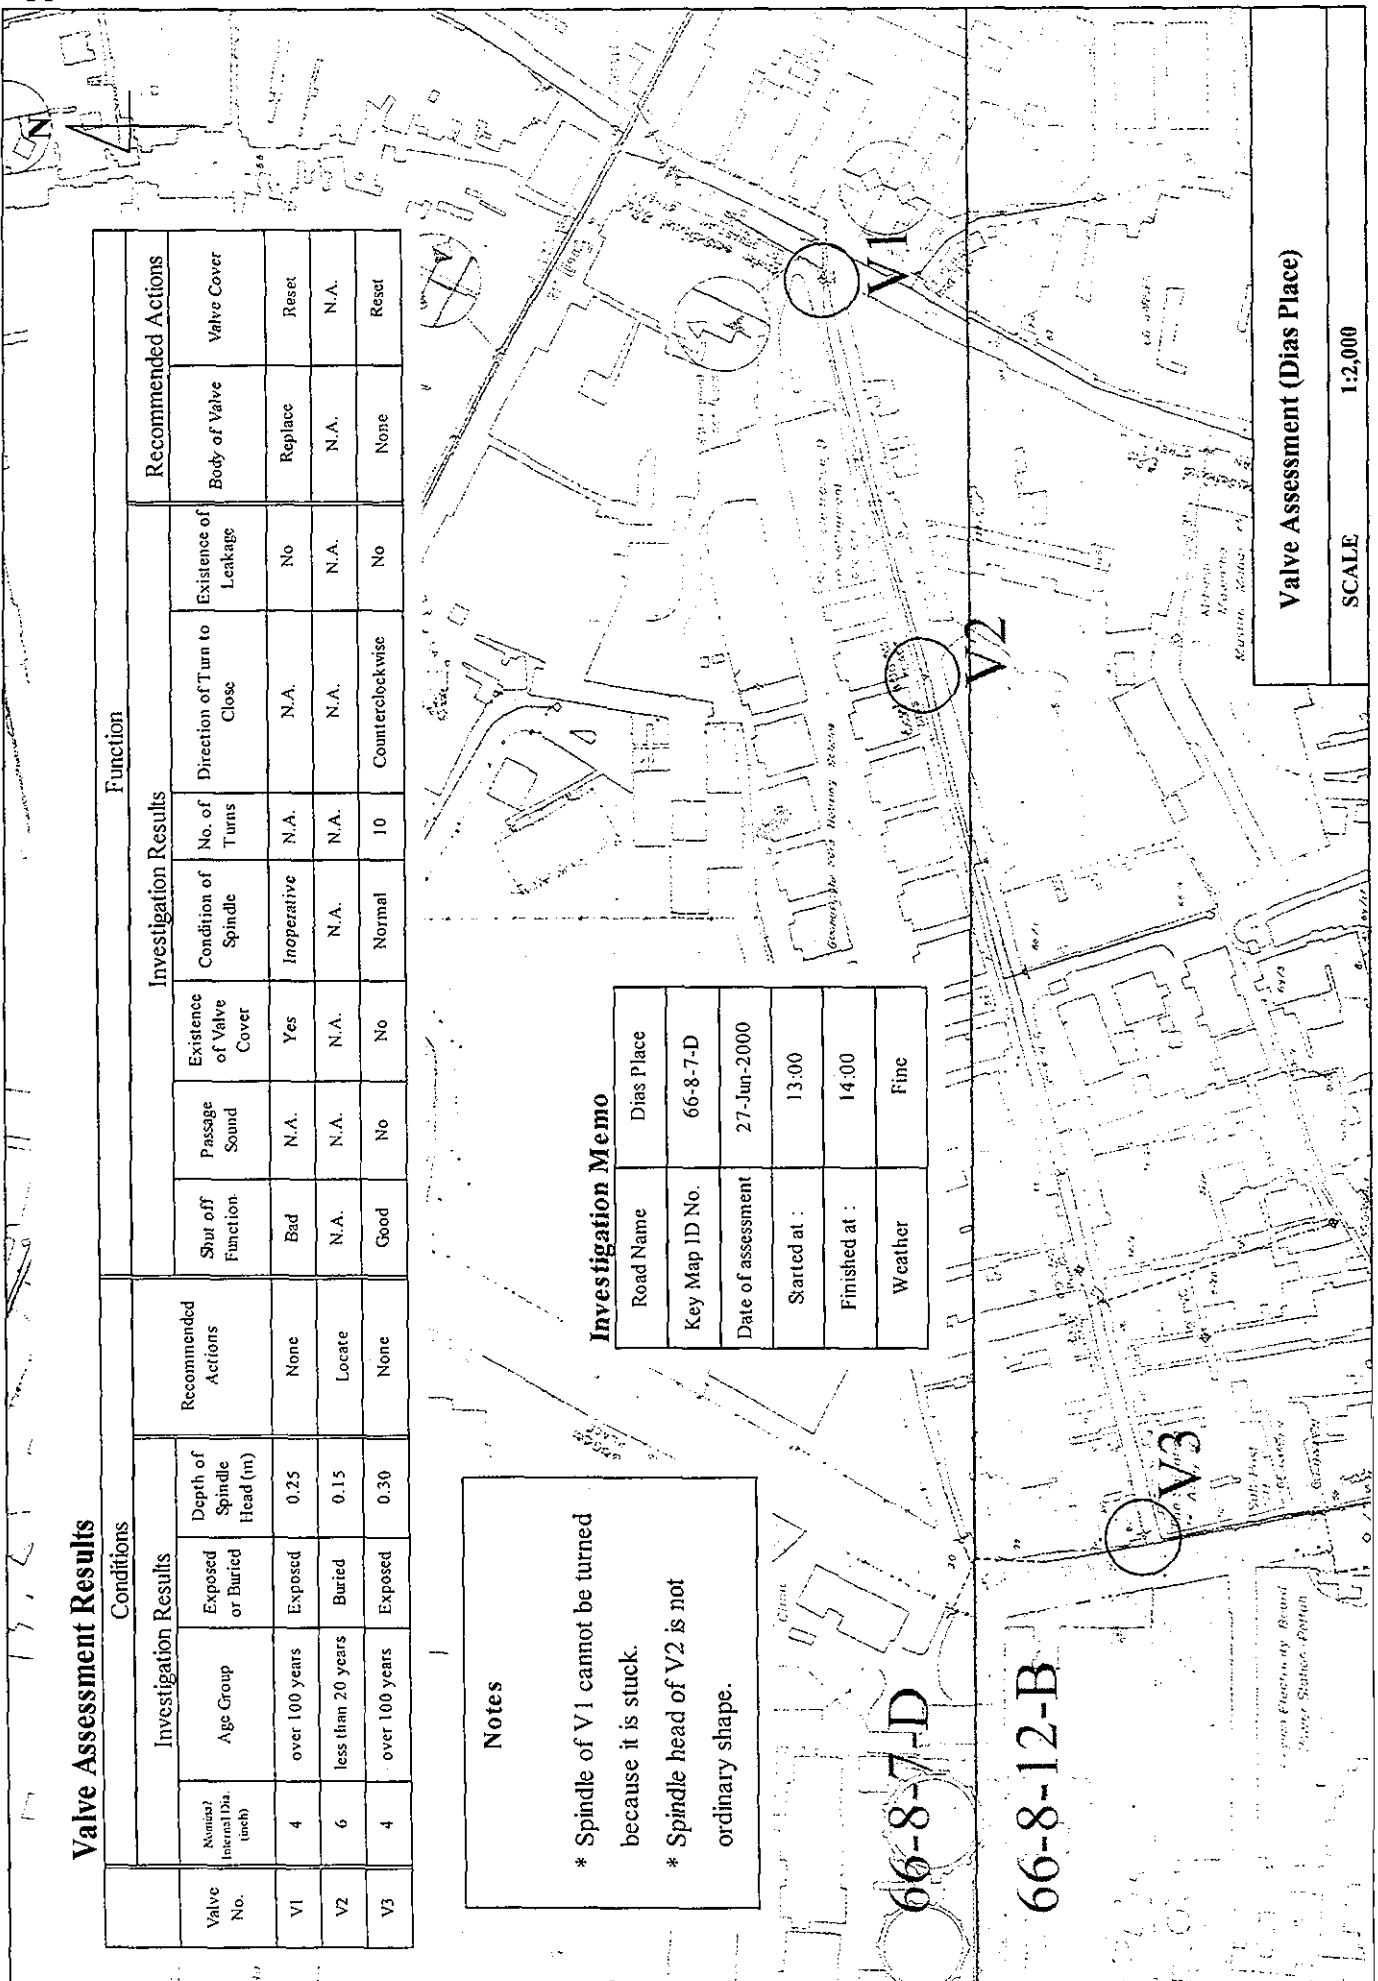 Valve Assessment Results
Conditions
Function
Investigation Results
Recommended Actions
Investigation Results
Recommended Actions
Valve No.
Nominal Internal Dia. (inch)
Age Group
Exposed or Buried
Depth of Spindle Head (m)
Shut off Function
Passage Sound
Existence of Valve Cover
Condition of Spindle
No. of Turns
Direction of Turn to Close
Existence of Leakage
Body of Valve
Valve Cover
V1 4 over 100 years Exposed 0.25 None Bad N.A. Yes Inoperative N.A. N.A. No Replace Reset
V2 6 less than 20 years Buried 0.15 Locate N.A. N.A. N.A. N.A. N.A. N.A. N.A. N.A. N.A.
V3 4 over 100 years Exposed 0.30 None Good No No Normal 10 Counterclockwise No None Reset
N
Notes
* Spindle of V1 cannot be turned
because it is stuck.
* Spindle head of V2 is not
ordinary shape.
Investigation Memo
Road Name Dias Place
Key Map ID No. 66-8-7-D
Date of assessment 27-Jun-2000
Started at : 13:00
Finished at : 14:00
Weather Fine
V1
V2
V3
Clinic
66-8-7-D
66-8-12-B
Valve Assessment (Dias Place)
SCALE 1:2,000